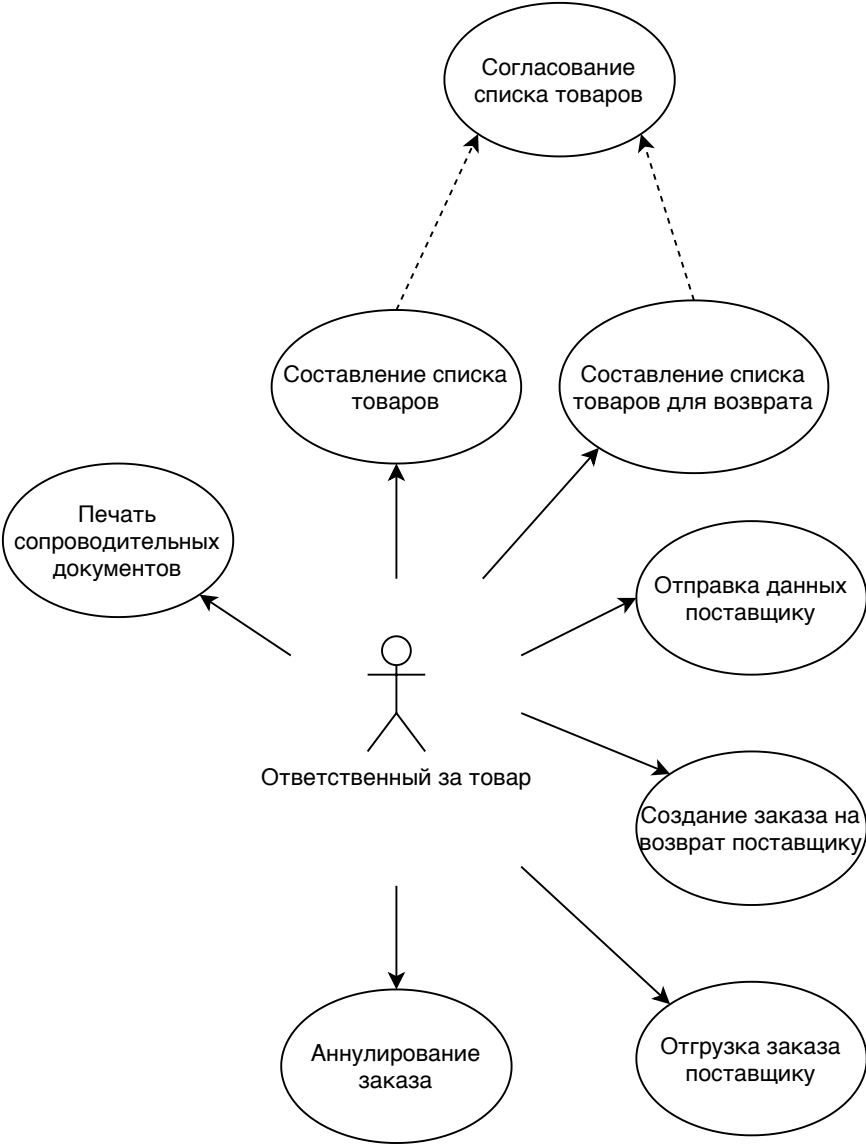 Согласование
списка товаров
Составление списка
товаров
Составление списка
товаров для возврата
Печать
сопроводительных
документов
Отправка данных
поставщику
Ответственный за товар
Создание заказа на
возврат поставщику
Аннулирование
заказа
Отгрузка заказа
поставщику